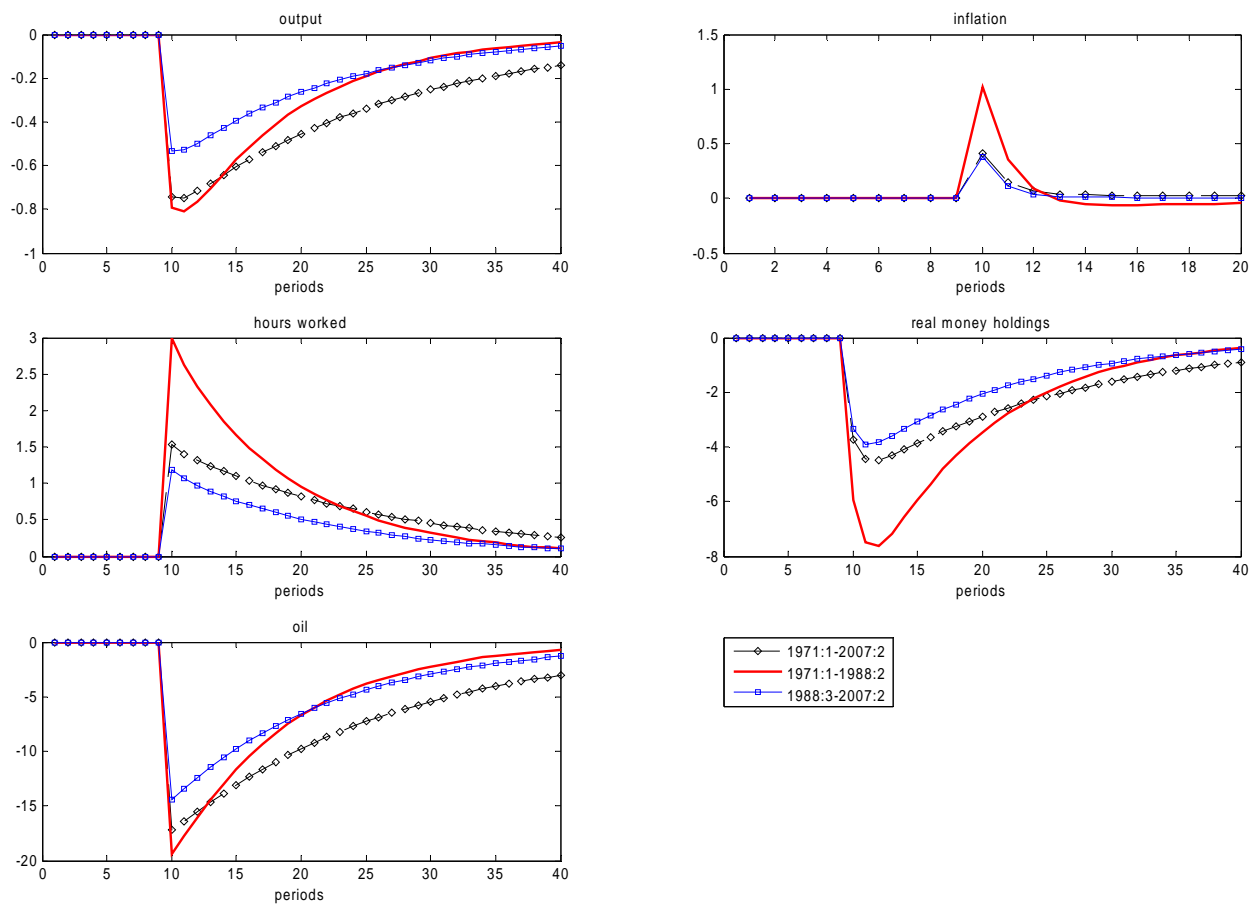 output
0
-0.2
-0.4
-0.6
-0.8
-1
0 5 10 15 20 25 30 35 40
periods
inflation
1.5
1
0.5
0
-0.5
0 2 4 6 8 10 12 14 16 18 20
periods
hours worked
3
2.5
2
1.5
1
0.5
0
0 5 10 15 20 25 30 35 40
periods
real money holdings
0
-2
-4
-6
-8
0 5 10 15 20 25 30 35 40
periods
oil
0
-5
-10
-15
-20
0 5 10 15 20 25 30 35 40
periods
1971:1-2007:2
1971:1-1988:2
1988:3-2007:2